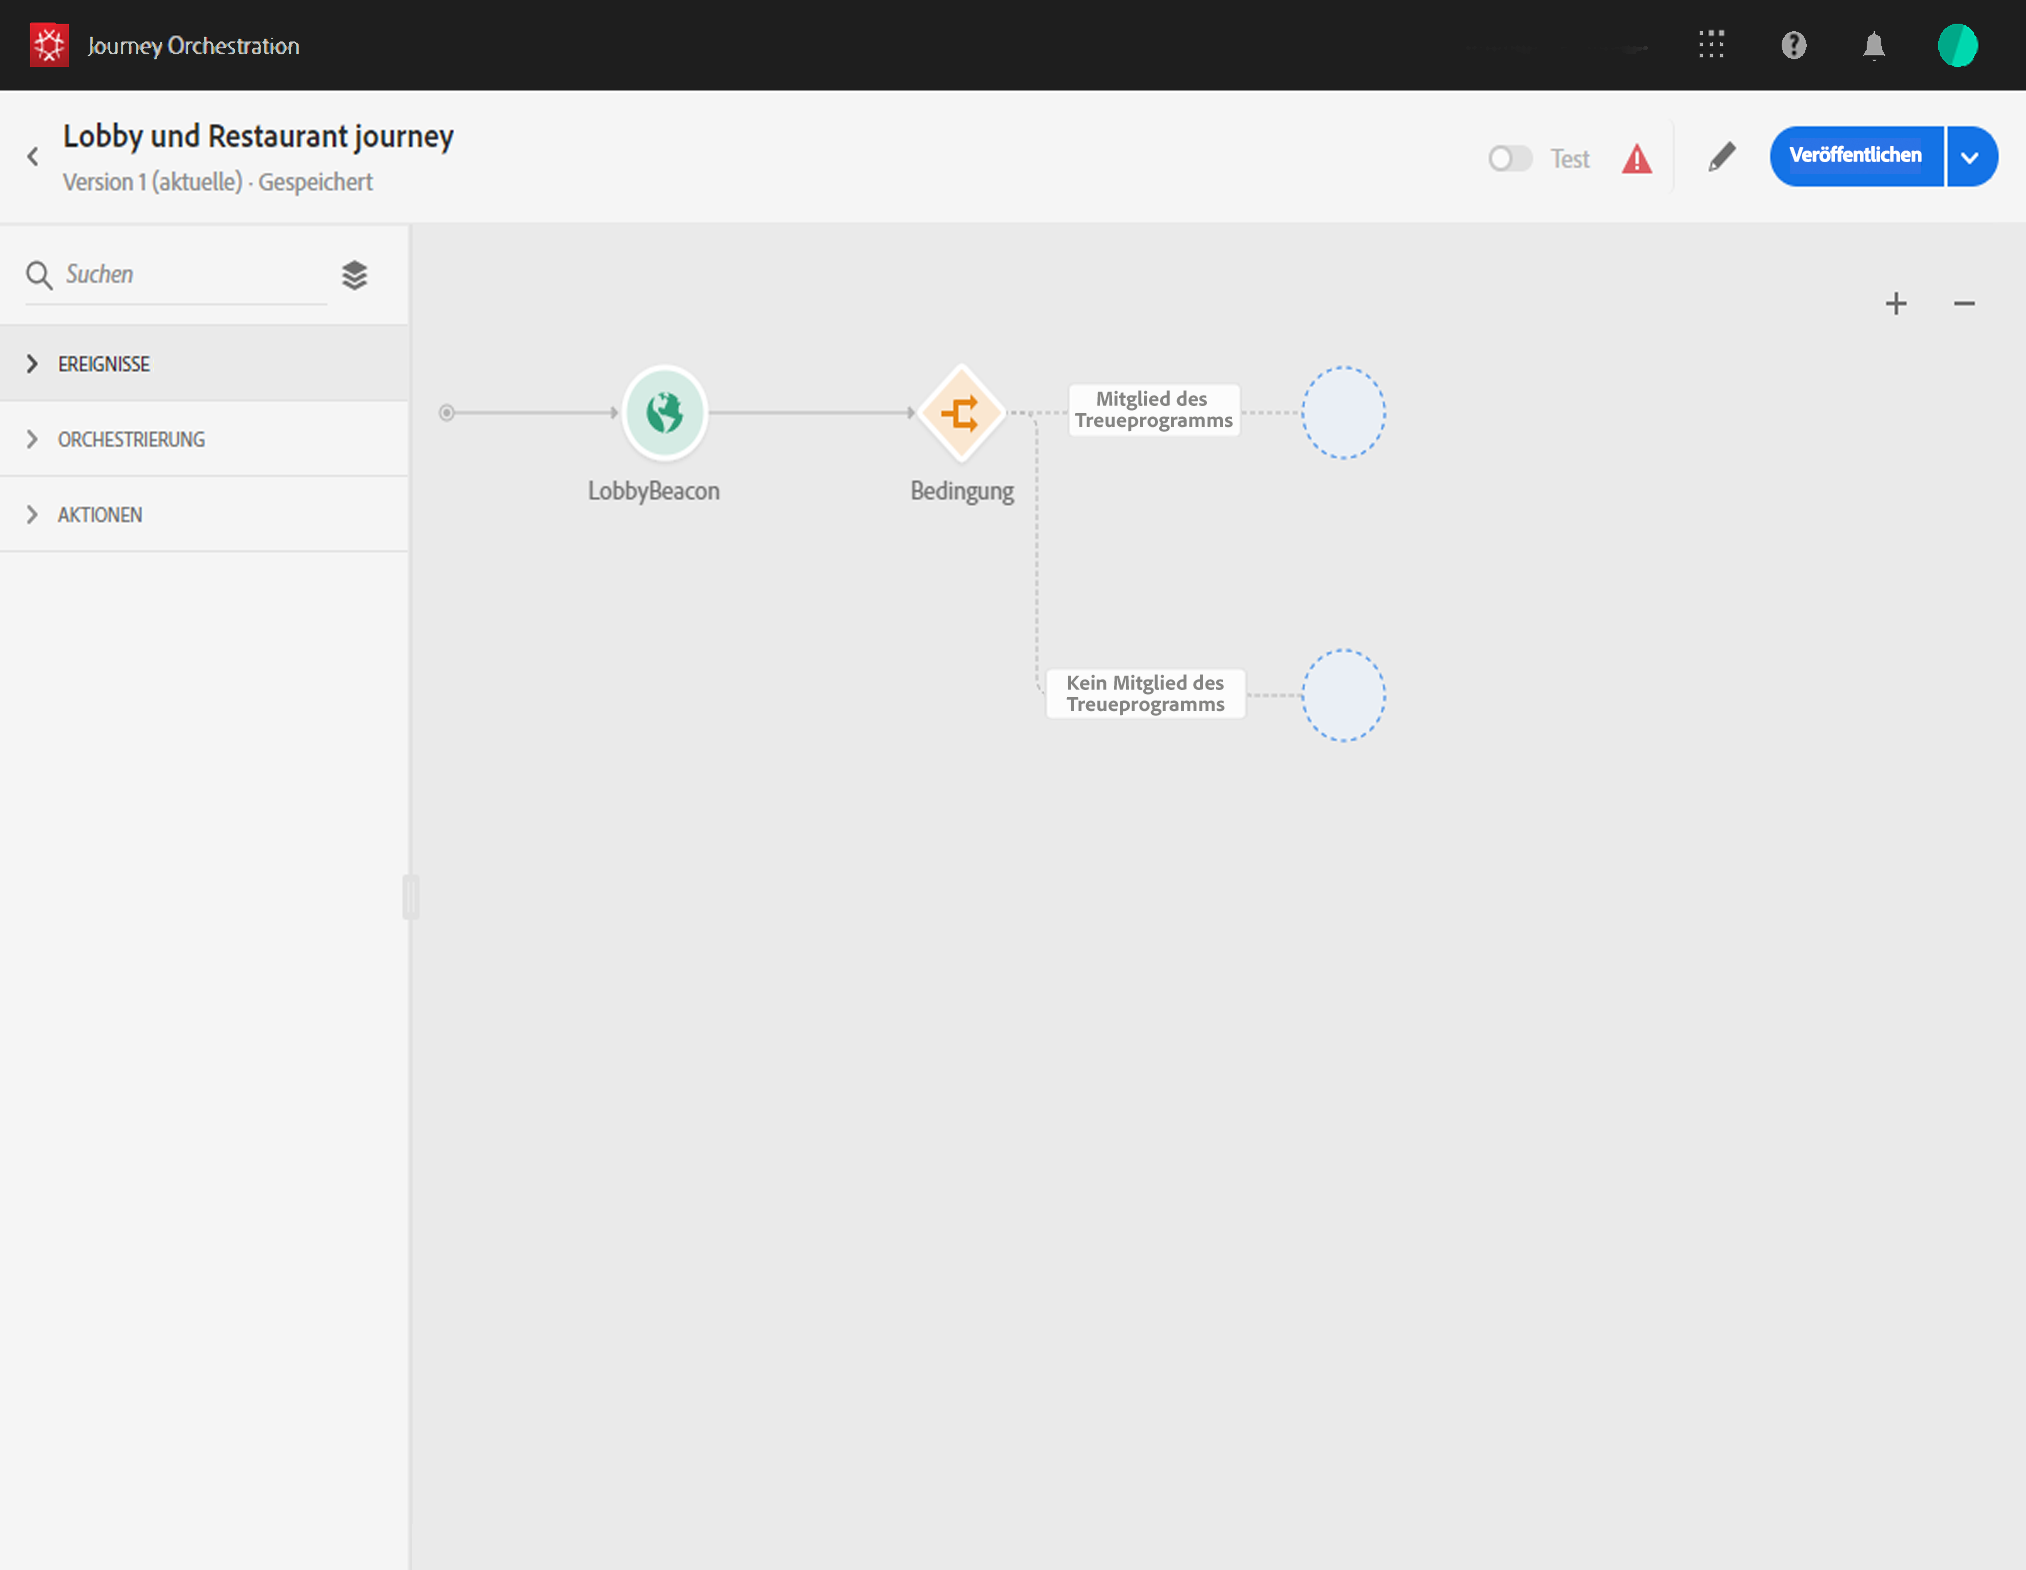 Journey Orchestration
Lobby und Restaurant journey
Version 1 (aktuelle) · Gespeichert
Test
Veröffentlichen
Suchen
EREIGNISSE
ORCHESTRIERUNG
AKTIONEN
LobbyBeacon
Bedingung
Mitglied des
Treueprogramms
Kein Mitglied des
Treueprogramms